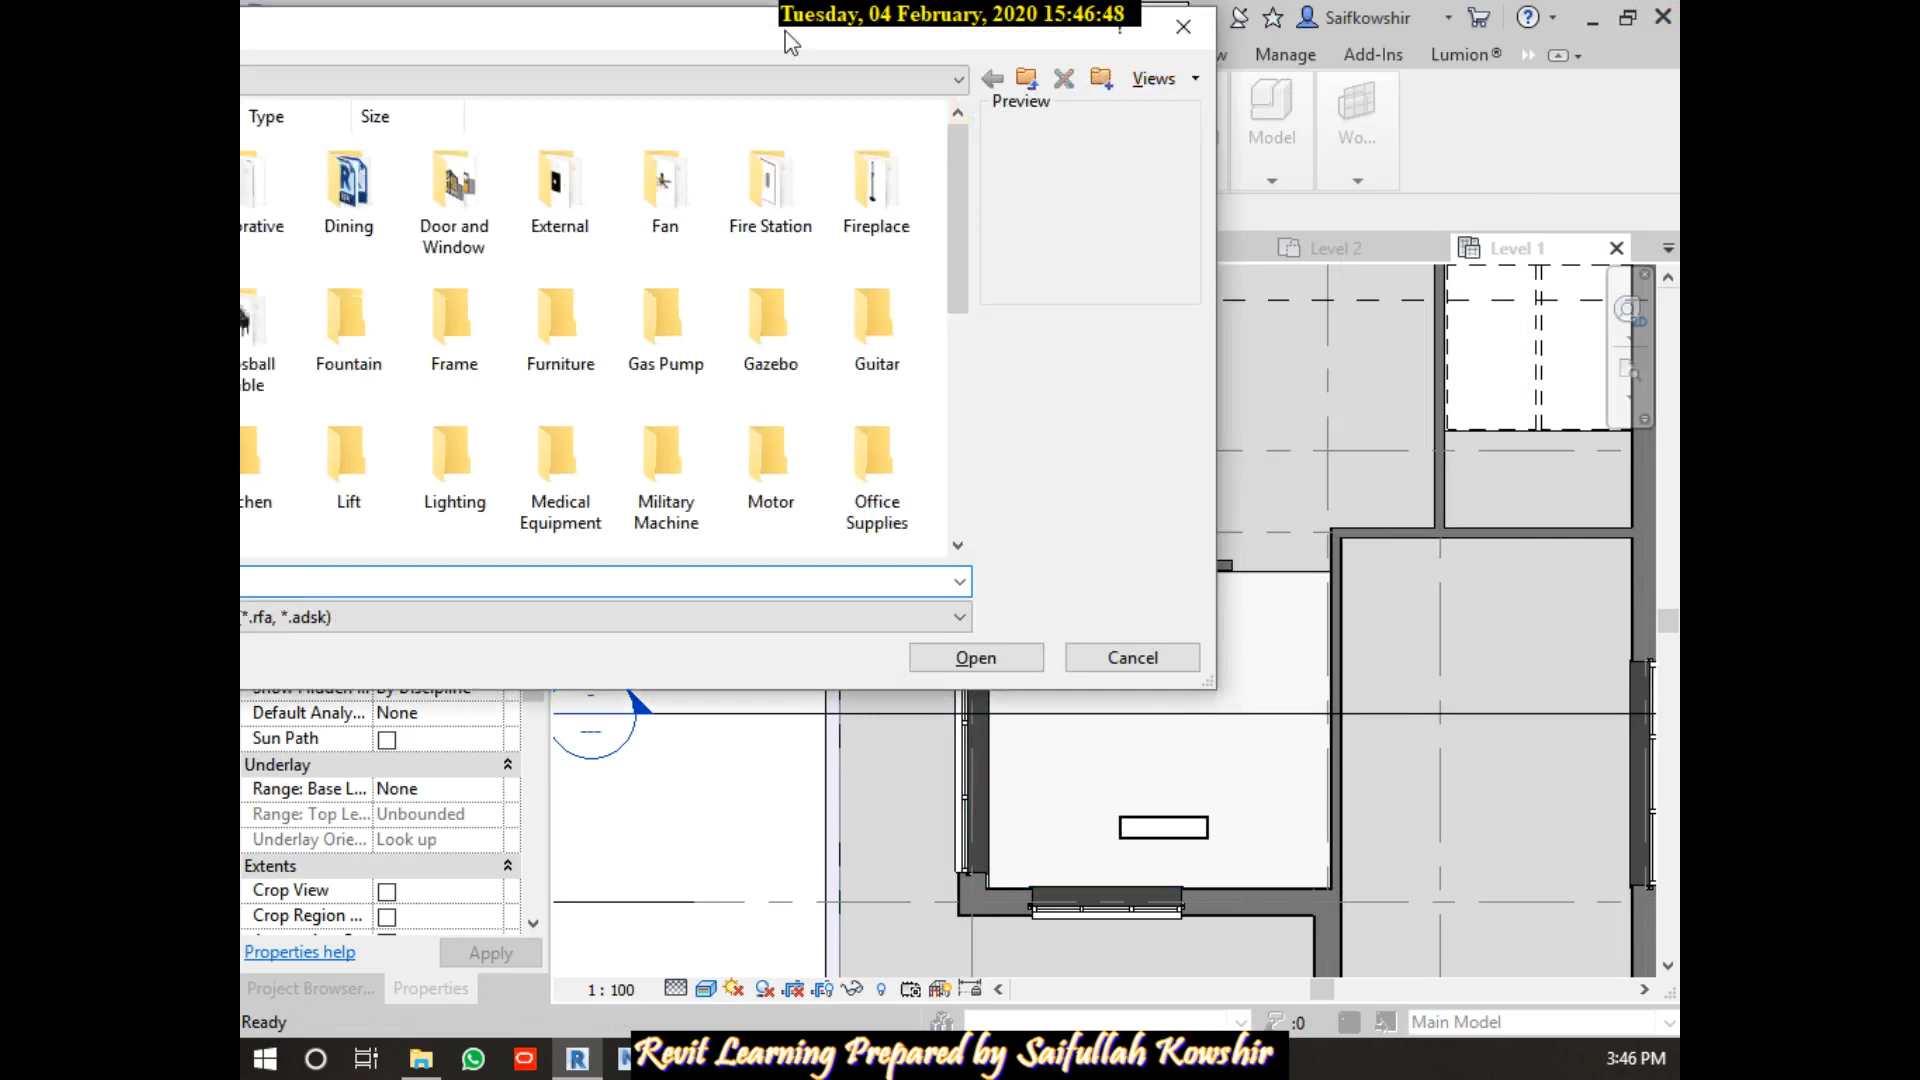 Tuesday, 04 February, 2020 15:46:48
Saifkowshir
Manage
Add-Ins
Lumion®
Views
Preview
Type
Size
Model
Wo...
rative
Dining
Door and
Window
External
Fan
Fire Station
Fireplace
Level 2
Level 1
sball
ble
Fountain
Frame
Furniture
Gas Pump
Gazebo
Guitar
chen
Lift
Lighting
Medical
Equipment
Military
Machine
Motor
Office
Supplies
(*.rfa, *.adsk)
Open
Cancel
Default Analy...
None
Sun Path
Underlay
Range: Base L...
None
Range: Top Le...
Unbounded
Underlay Orie...
Look up
Extents
Crop View
Crop Region ...
Properties help
Apply
Project Browser...
Properties
1 : 100
Ready
:0
Main Model
Revit Learning Prepared by Saifullah Kowshir
3:46 PM